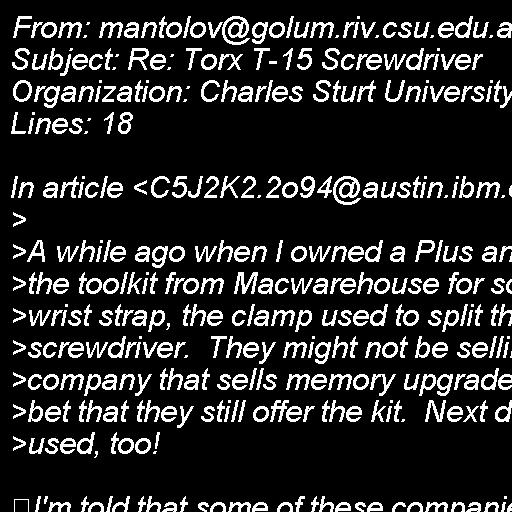 From: mantolov@golum.riv.csu.edu.a
Subject: Re: Torx T-15 Screwdriver
Organization: Charles Sturt University
Lines: 18

In article <C5J2K2.2o94@austin.ibm.
>
>A while ago when I owned a Plus an
>the toolkit from Macwarehouse for so
>wrist strap, the clamp used to split th
>screwdriver.  They might not be selli
>company that sells memory upgrade
>bet that they still offer the kit.  Next d
>used, too!

I'm told that some of these companie